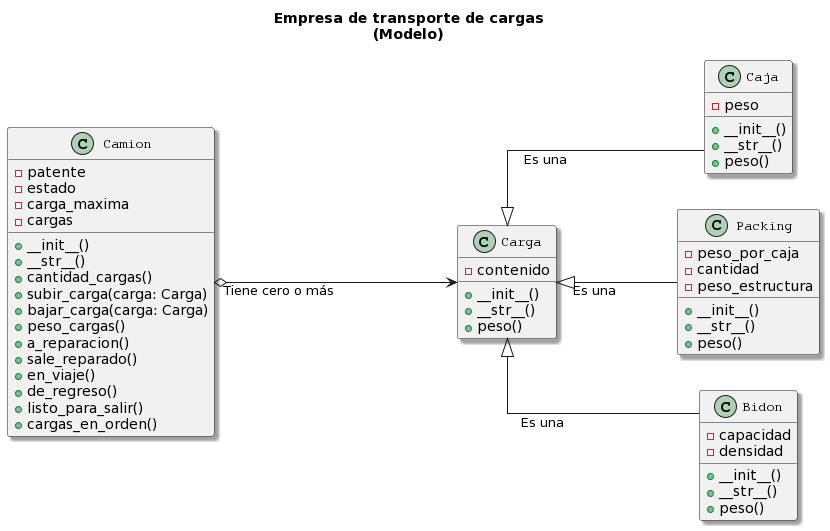 Empresa de transporte de cargas
(Modelo)
C Camion
patente
estado
carga_maxima
cargas
__init__()
__str__()
cantidad_cargas()
subir_carga(carga: Carga)
bajar_carga(carga: Carga)
peso_cargas()
a_reparacion()
sale_reparado()
en_viaje()
de_regreso()
listo_para_salir()
cargas_en_orden()
Tiene cero o más
C Carga
contenido
__init__()
__str__()
peso()
Es una
C Caja
peso
__init__()
__str__()
peso()
Es una
C Packing
peso_por_caja
cantidad
peso_estructura
__init__()
__str__()
peso()
Es una
C Bidon
capacidad
densidad
__init__()
__str__()
peso()